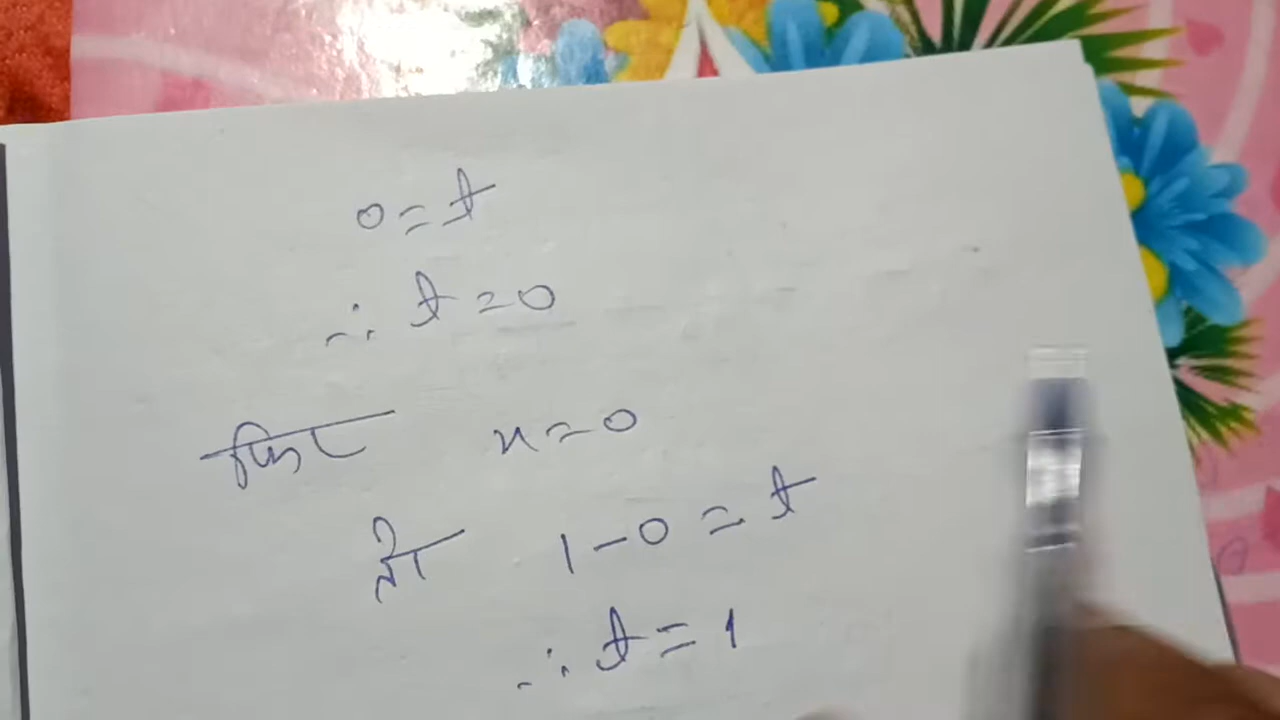 0 = t
∴ t = 0
फिर x = 0
तो 1 - 0 = t
∴ t = 1